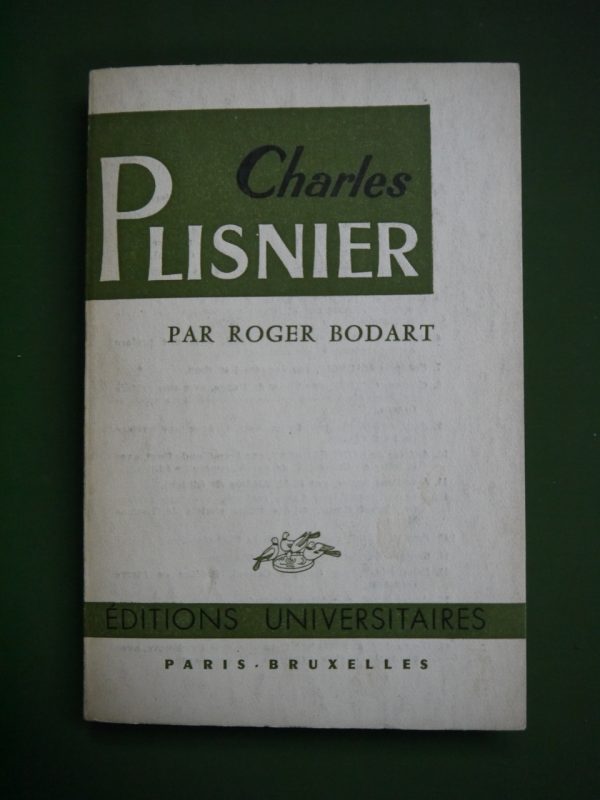 Charles
PLISNIER
PAR ROGER BODART
ÉDITIONS UNIVERSITAIRES
PARIS-BRUXELLES